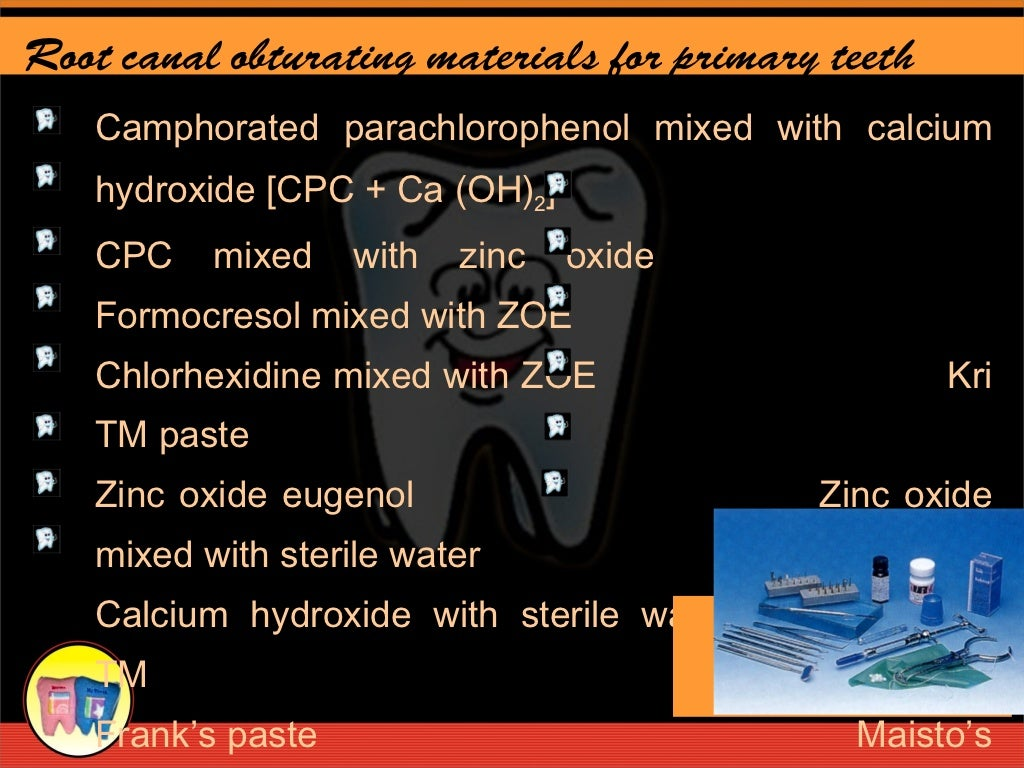 Root canal obturating materials for primary teeth
Camphorated parachlorophenol mixed with calcium
hydroxide [CPC + Ca (OH)2]
CPC mixed with zinc oxide
Formocresol mixed with ZOE
Chlorhexidine mixed with ZOE Kri
TM paste
Zinc oxide eugenol Zinc oxide
mixed with sterile water
Calcium hydroxide with sterile
TM
Frank’s paste Maisto’s